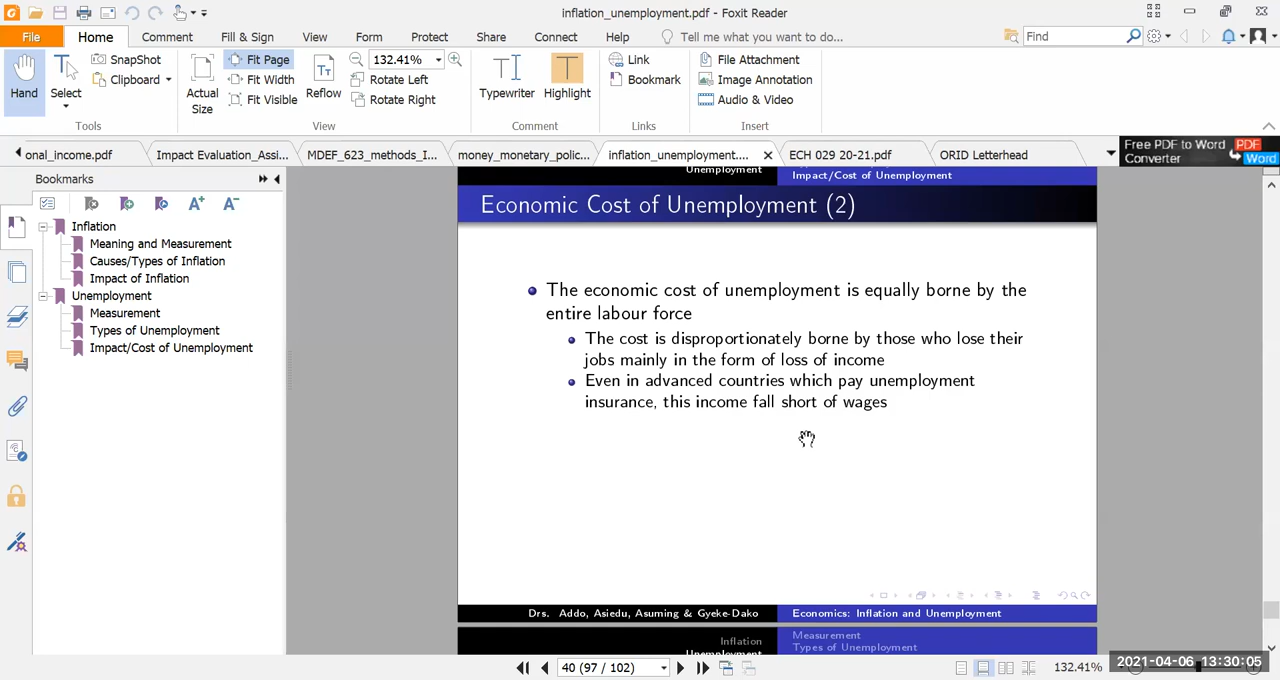 inflation_unemployment.pdf - Foxit Reader
File Home Comment Fill & Sign View Form Protect Share Connect Help Tell me what you want to do... Find
SnapShot Fit Page 132.41% Link File Attachment
Hand Select Clipboard Actual Size Fit Width Reflow Rotate Left Typewriter Highlight Bookmark Image Annotation
Fit Visible Rotate Right Audio & Video
Tools View Comment Links Insert
onal_income.pdf Impact Evaluation_Assi... MDEF_623_methods_I... money_monetary_polic... inflation_unemployment.... ECH 029 20-21.pdf ORID Letterhead
Free PDF to Word PDF
Converter Word
Bookmarks
Inflation
Meaning and Measurement
Causes/Types of Inflation
Impact of Inflation
Unemployment
Measurement
Types of Unemployment
Impact/Cost of Unemployment
Unemployment Impact/Cost of Unemployment
Economic Cost of Unemployment (2)
The economic cost of unemployment is equally borne by the
entire labour force
The cost is disproportionately borne by those who lose their
jobs mainly in the form of loss of income
Even in advanced countries which pay unemployment
insurance, this income fall short of wages
Drs. Addo, Asiedu, Asuming & Gyeke-Dako Economics: Inflation and Unemployment
Inflation Measurement
Unemployment Types of Unemployment
40 (97 / 102) 132.41%
2021-04-06 13:30:05